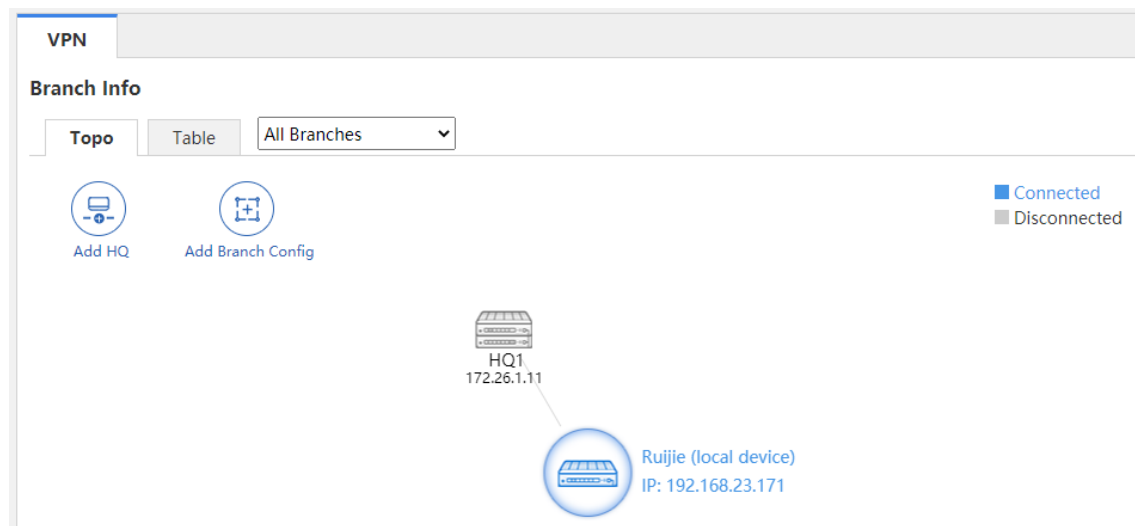 VPN
Branch Info
Topo Table All Branches
Connected
Disconnected
Add HQ Add Branch Config
HQ1
172.26.1.11
Ruijie (local device)
IP: 192.168.23.171